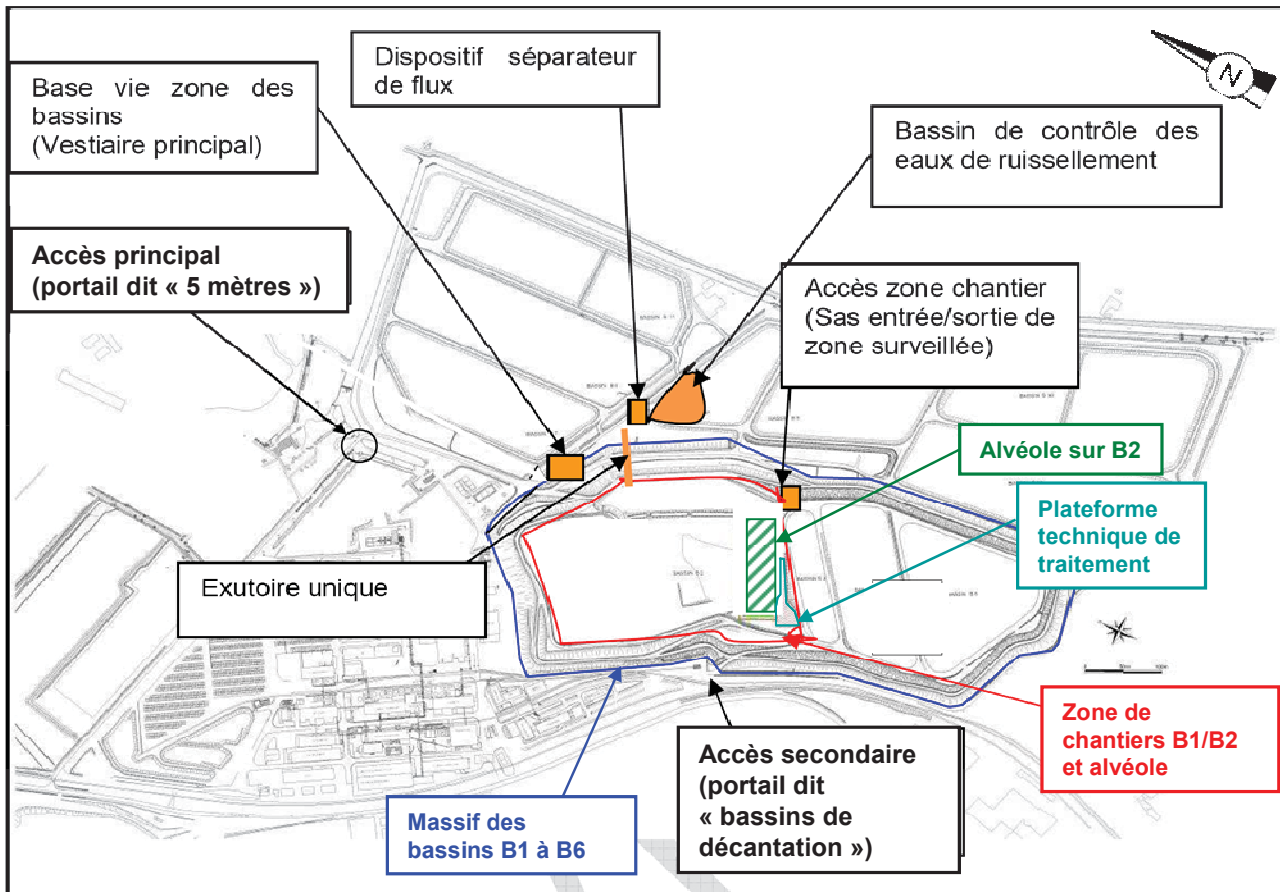 Dispositif séparateur
de flux
Base vie zone des
bassins
(Vestiaire principal)
N
Bassin de contrôle des
eaux de ruissellement
Accès principal
(portail dit « 5 mètres »)
Accès zone chantier
(Sas entrée/sortie de
zone surveillée)
Alvéole sur B2
Plateforme
technique de
traitement
Exutoire unique
Zone de
chantiers B1/B2
et alvéole
Accès secondaire
(portail dit
« bassins de
décantation »)
Massif des
bassins B1 à B6